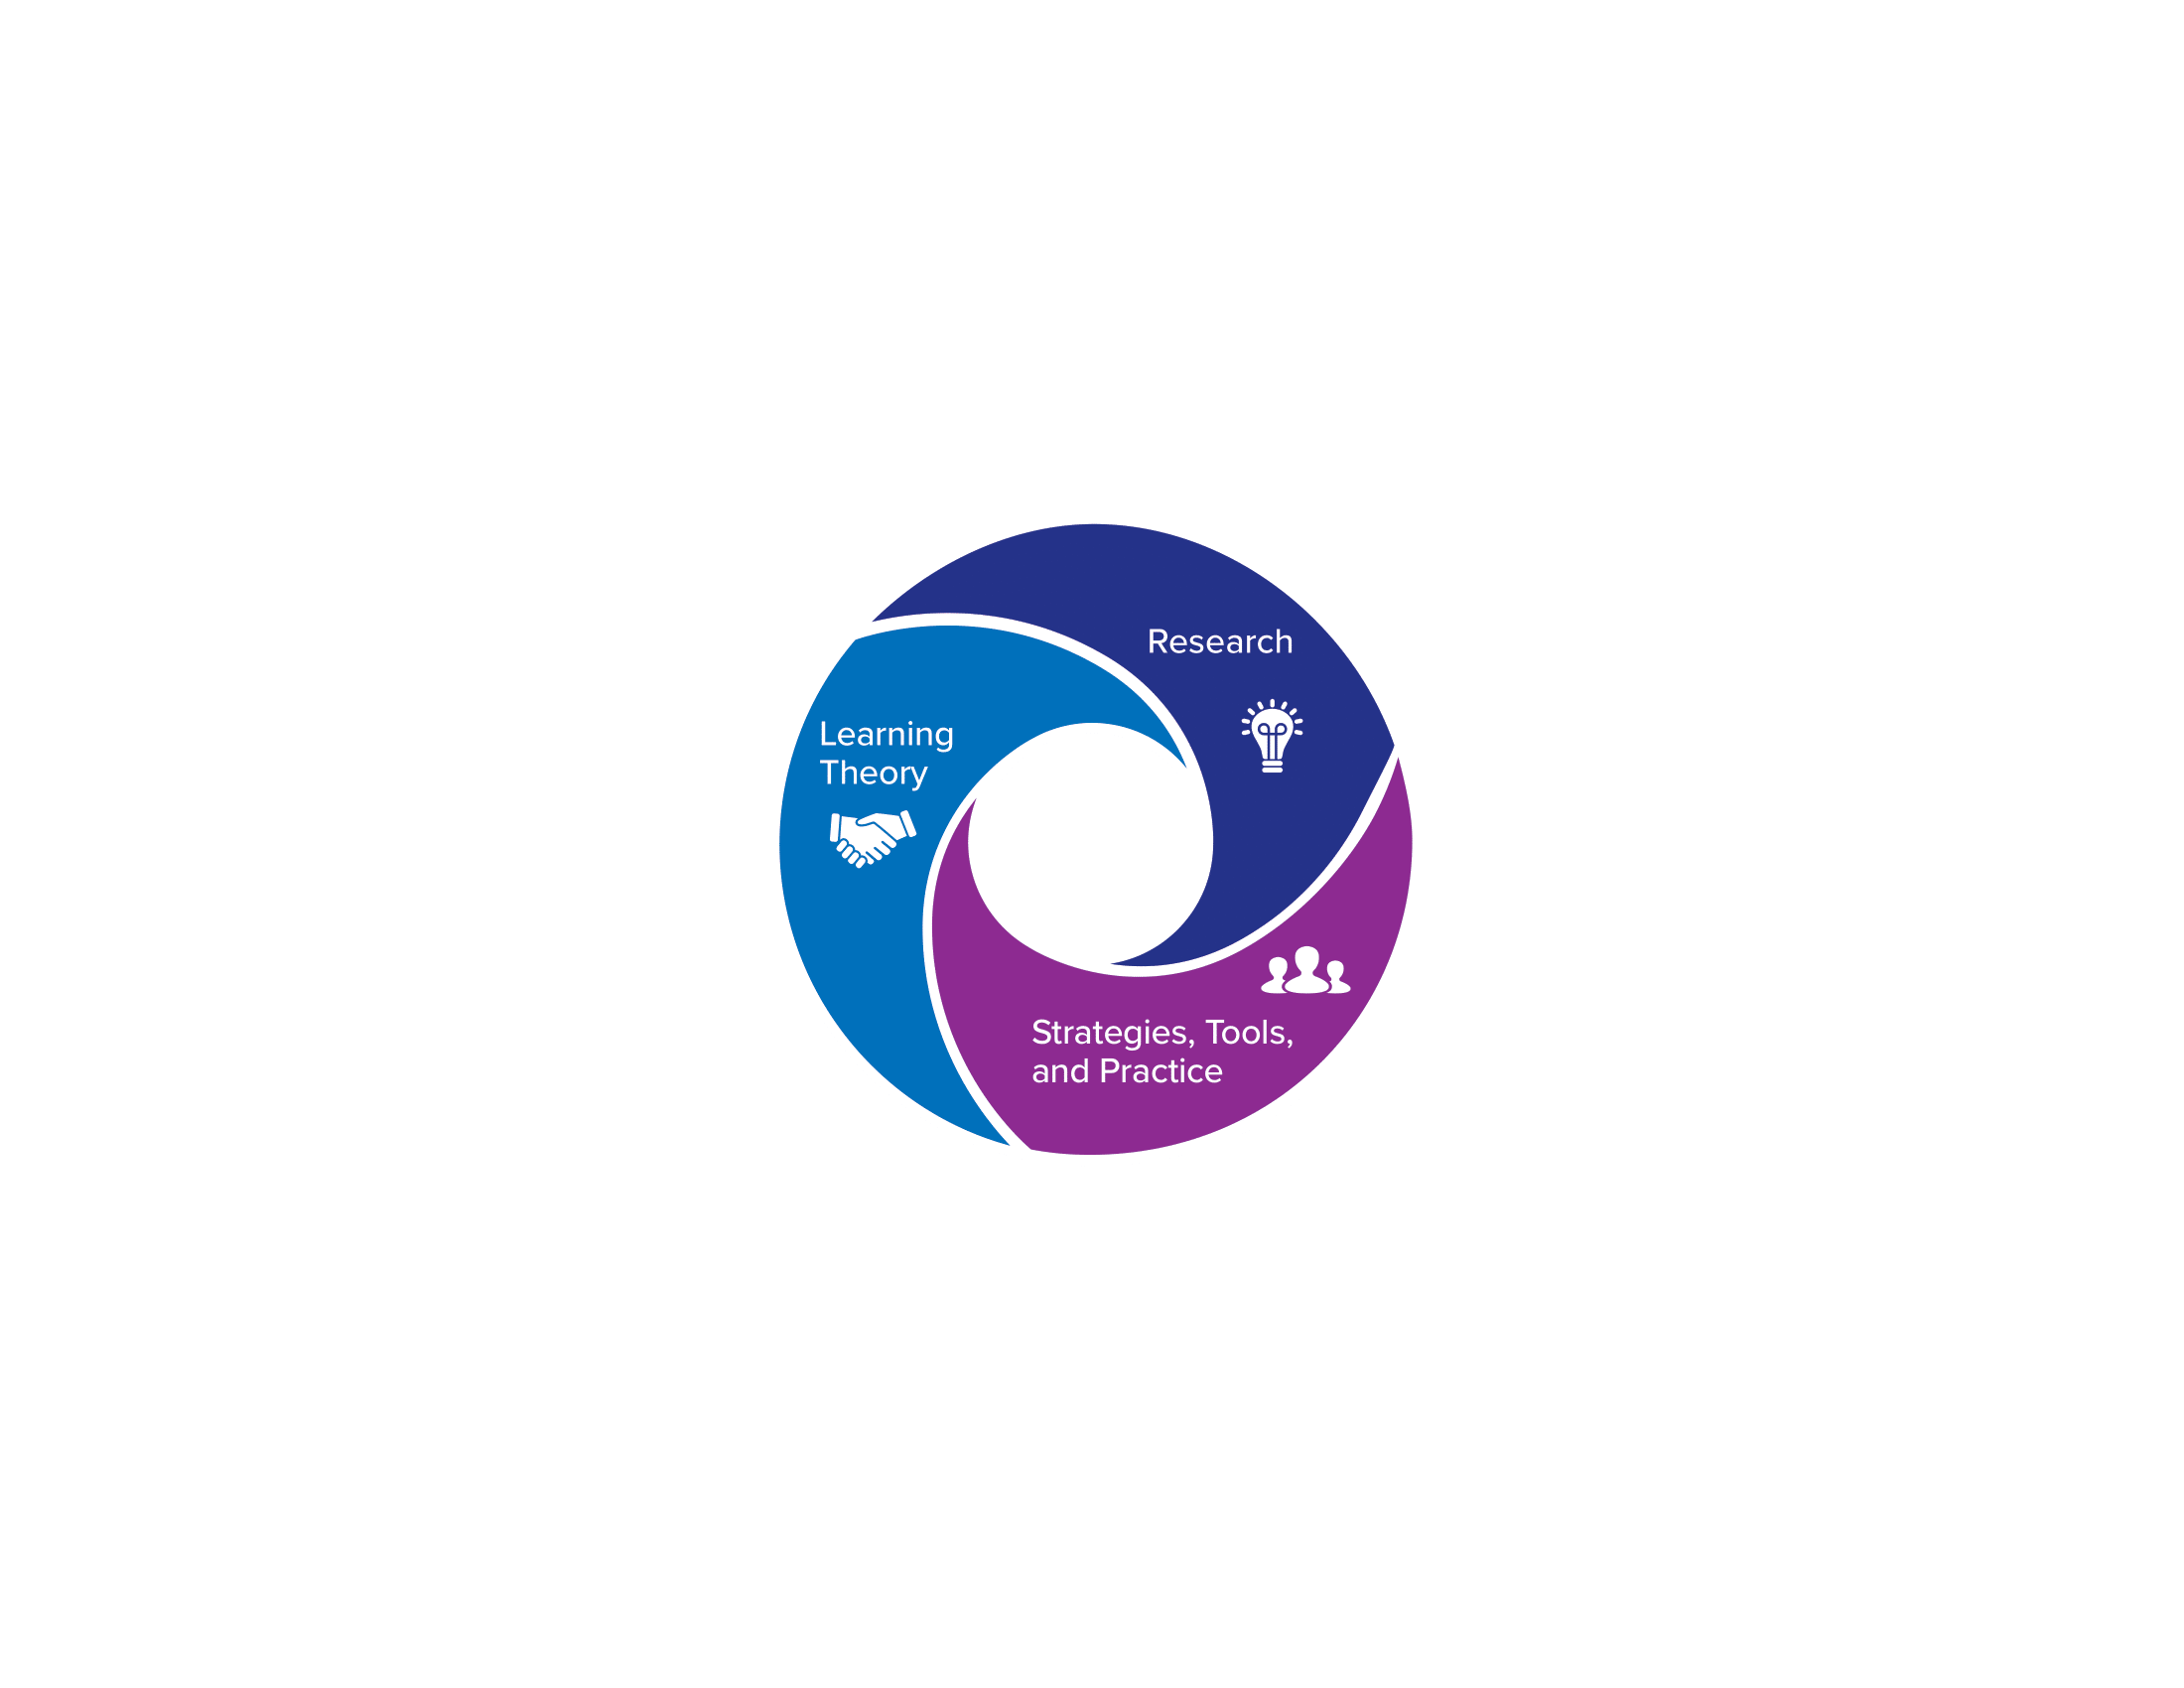 Research
Learning
Theory
Strategies, Tools,
and Practice